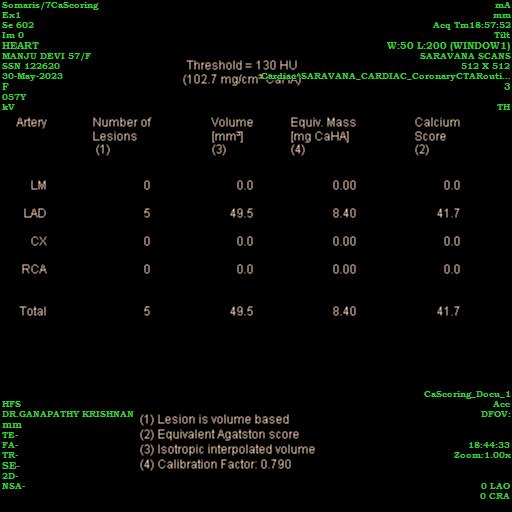 Somaris/7CaScoring
Ex1
Se 602
Im 0
HEART
MANJU DEVI 57/F
SSN 122620
30-May-2023
F
057Y
kV
mA
mm
Acq Tm18:57:52
Tilt
W:50 L:200 (WINDOW1)
SARAVANA SCANS
512 X 512
Cardiac^SARAVANA_CARDIAC_CoronaryCTARouti...
3
TH
Threshold = 130 HU
(102.7 mg/cm³ CaHA)
Artery Number of Lesions (1) Volume [mm³] (3) Equiv. Mass [mg CaHA] (4) Calcium Score (2)
LM 0 0.0 0.00 0.0
LAD 5 49.5 8.40 41.7
CX 0 0.0 0.00 0.0
RCA 0 0.0 0.00 0.0
Total 5 49.5 8.40 41.7
(1) Lesion is volume based
(2) Equivalent Agatston score
(3) Isotropic interpolated volume
(4) Calibration Factor: 0.790
HFS
DR.GANAPATHY KRISHNAN
mm
TE-
FA-
TR-
SE-
2D-
NSA-
CaScoring_Docu_1
Acc
DFOV:
18:44:33
Zoom:1.00x
0 LAO
0 CRA